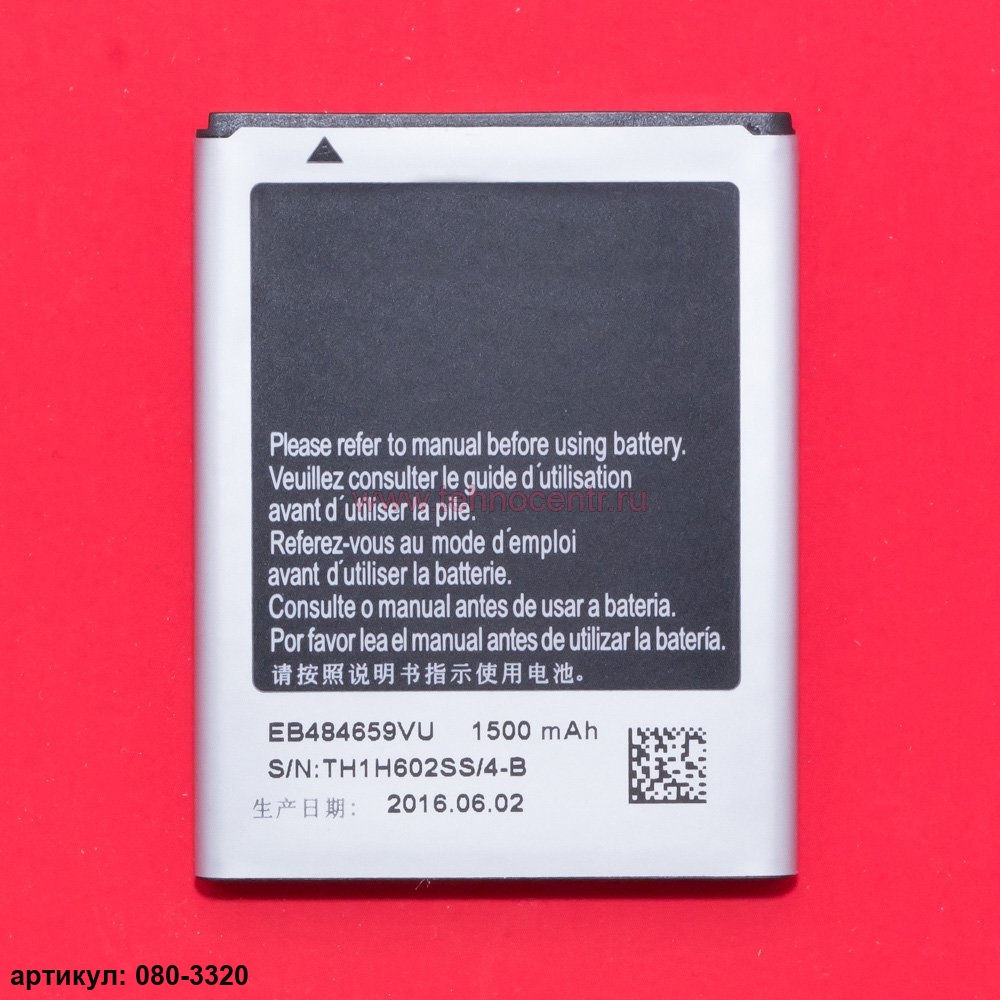 Please refer to manual before using battery.
Veuillez consulter le guide d´utilisation
www.tehnocentr.ru
avant d´utiliser la pile.
Referez-vous au mode d´emploi
avant d´utiliser la batterie.
Consulte o manual antes de usar a bateria.
Por favor lea el manual antes de utilizar la batería.
请按照说明书指示使用电池。
EB484659VU 1500 mAh
S/N:TH1H602SS/4-B
生产日期: 2016.06.02
артикул: 080-3320